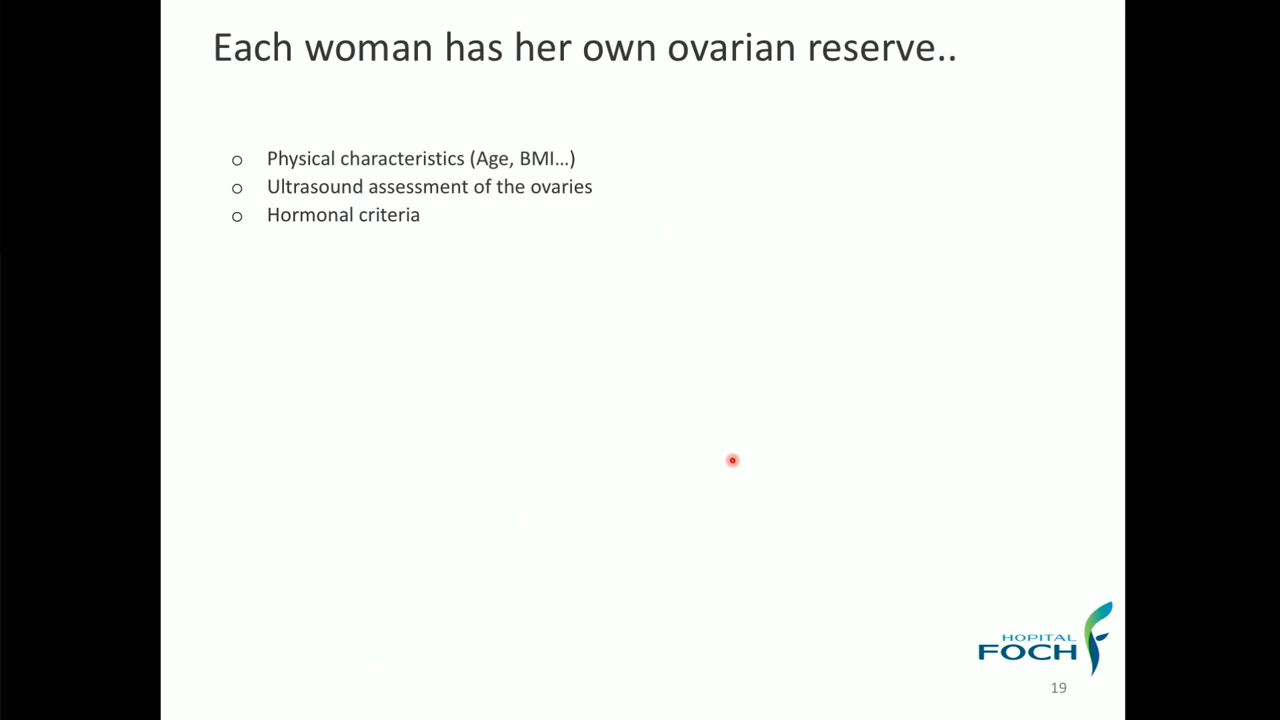 Each woman has her own ovarian reserve..
o Physical characteristics (Age, BMI...)
o Ultrasound assessment of the ovaries
o Hormonal criteria
HOPITAL
FOCH
19